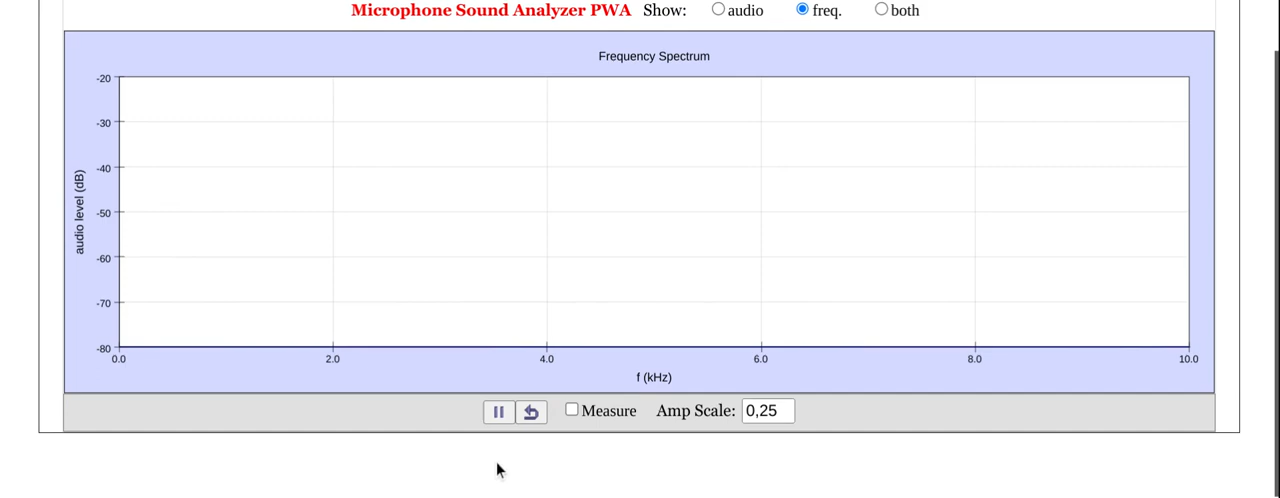 Microphone Sound Analyzer PWA Show: audio freq. both
Frequency Spectrum
-20
-30
-40
-50
-60
-70
-80
audio level (dB)
0.0 2.0 4.0 6.0 8.0 10.0
f (kHz)
Measure Amp Scale: 0,25